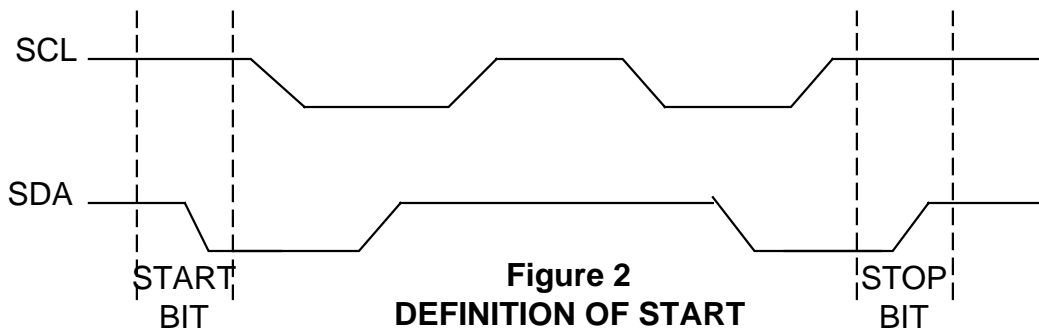 SCL
SDA
START
BIT
Figure 2
DEFINITION OF START
STOP
BIT